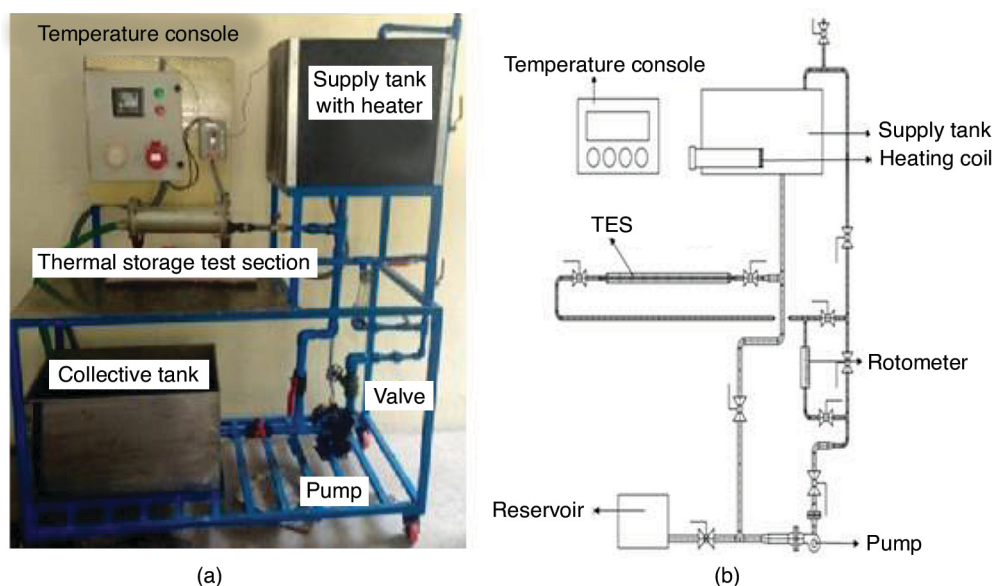 Temperature console
Supply tank
with heater
Thermal storage test section
Collective tank
Valve
Pump
(a)
Temperature console
Supply tank
Heating coil
TES
Rotometer
Reservoir
Pump
(b)